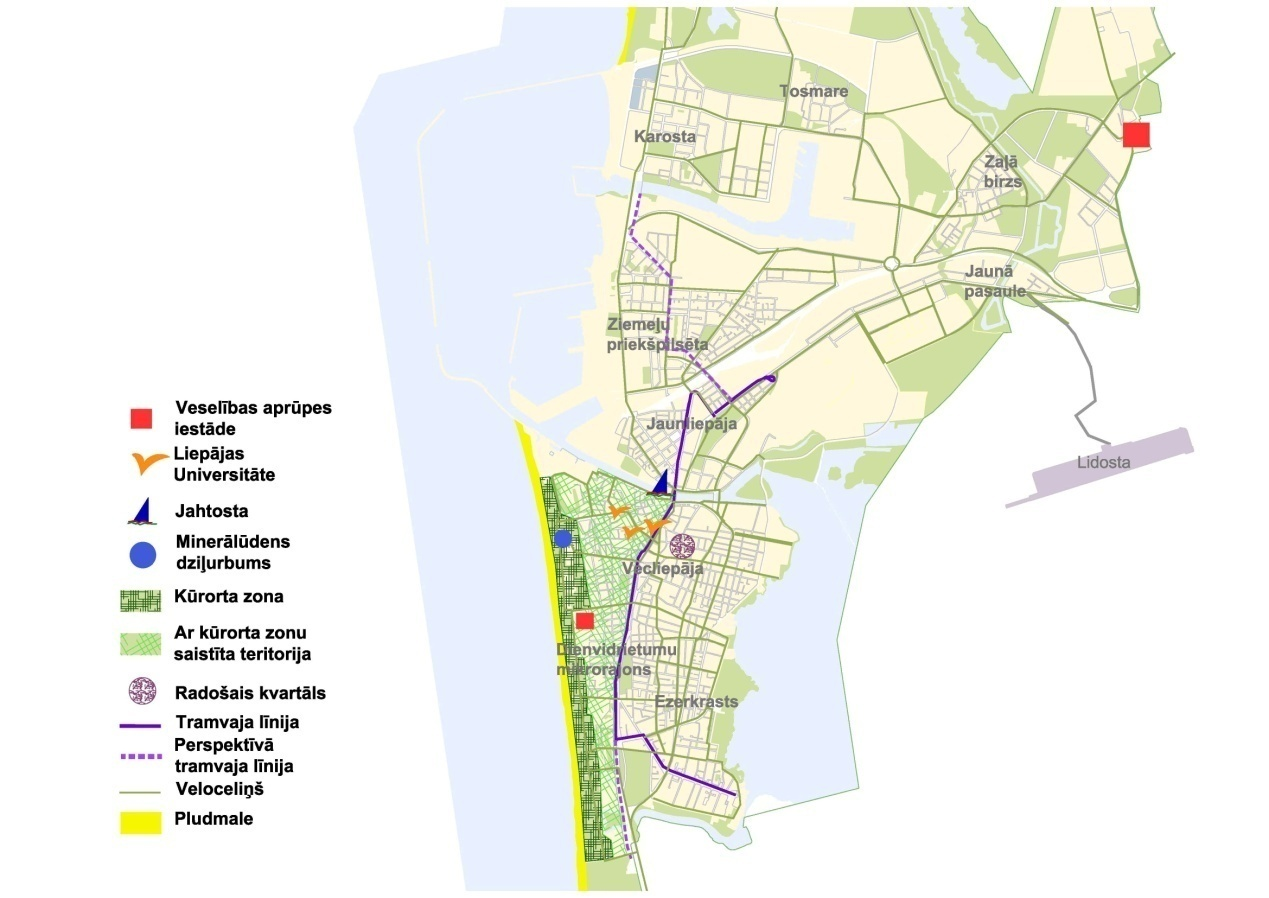 Tosmare
Karosta
Zaļā
birzs
Jaunā
pasaule
Ziemeļu
priekšpilsēta
Jaunliepāja
Lidosta
Vecliepāja
Dienvidrietumu
mikrorajons
Ezerkrasts
Veselības aprūpes
iestāde
Liepājas
Universitāte
Jahtosta
Minerālūdens
dziļurbums
Kūrorta zona
Ar kūrorta zonu
saistīta teritorija
Radošais kvartāls
Tramvaja līnija
Perspektīvā
tramvaja līnija
Veloceliņš
Pludmale